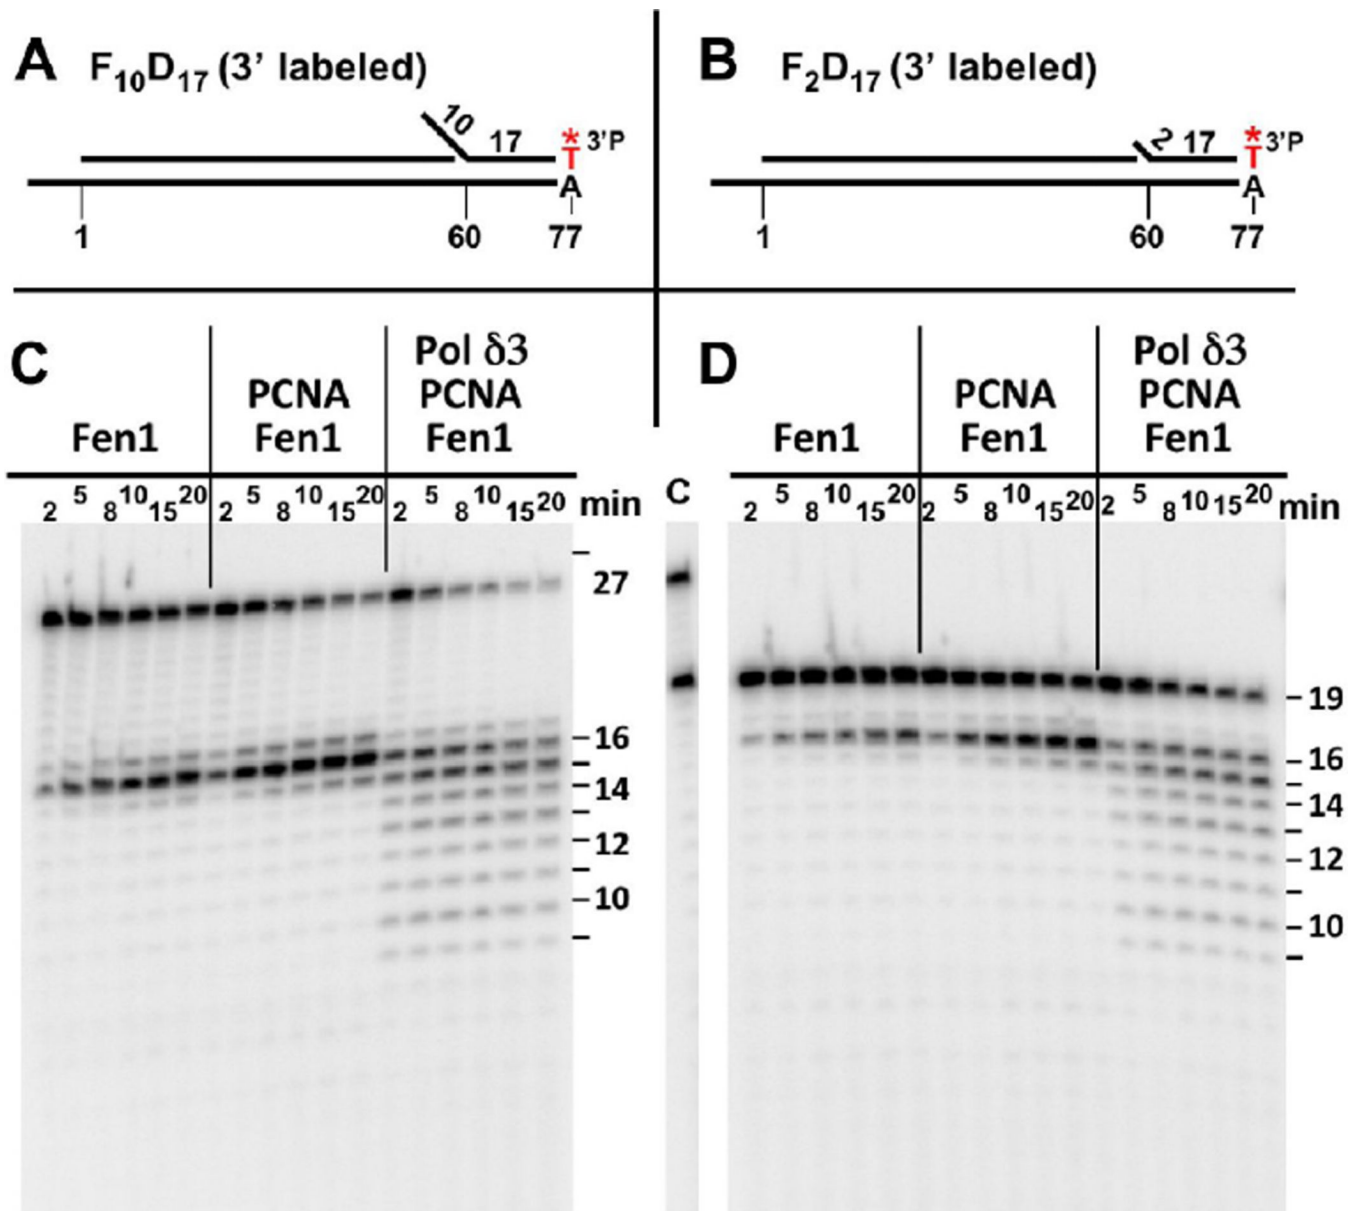 A F10D17 (3’ labeled)
10 17 * 3’P
T
A
1 60 77
B F2D17 (3’ labeled)
2 17 * 3’P
T
A
1 60 77
C
Fen1
PCNA
Fen1
Pol δ3
PCNA
Fen1
2 5 8 10 15 20 2 5 8 10 15 20 2 5 8 10 15 20 min
27
16
14
12
10
C
D
Fen1
PCNA
Fen1
Pol δ3
PCNA
Fen1
2 5 8 10 15 20 2 5 8 10 15 20 2 5 8 10 15 20 min
19
16
14
12
10